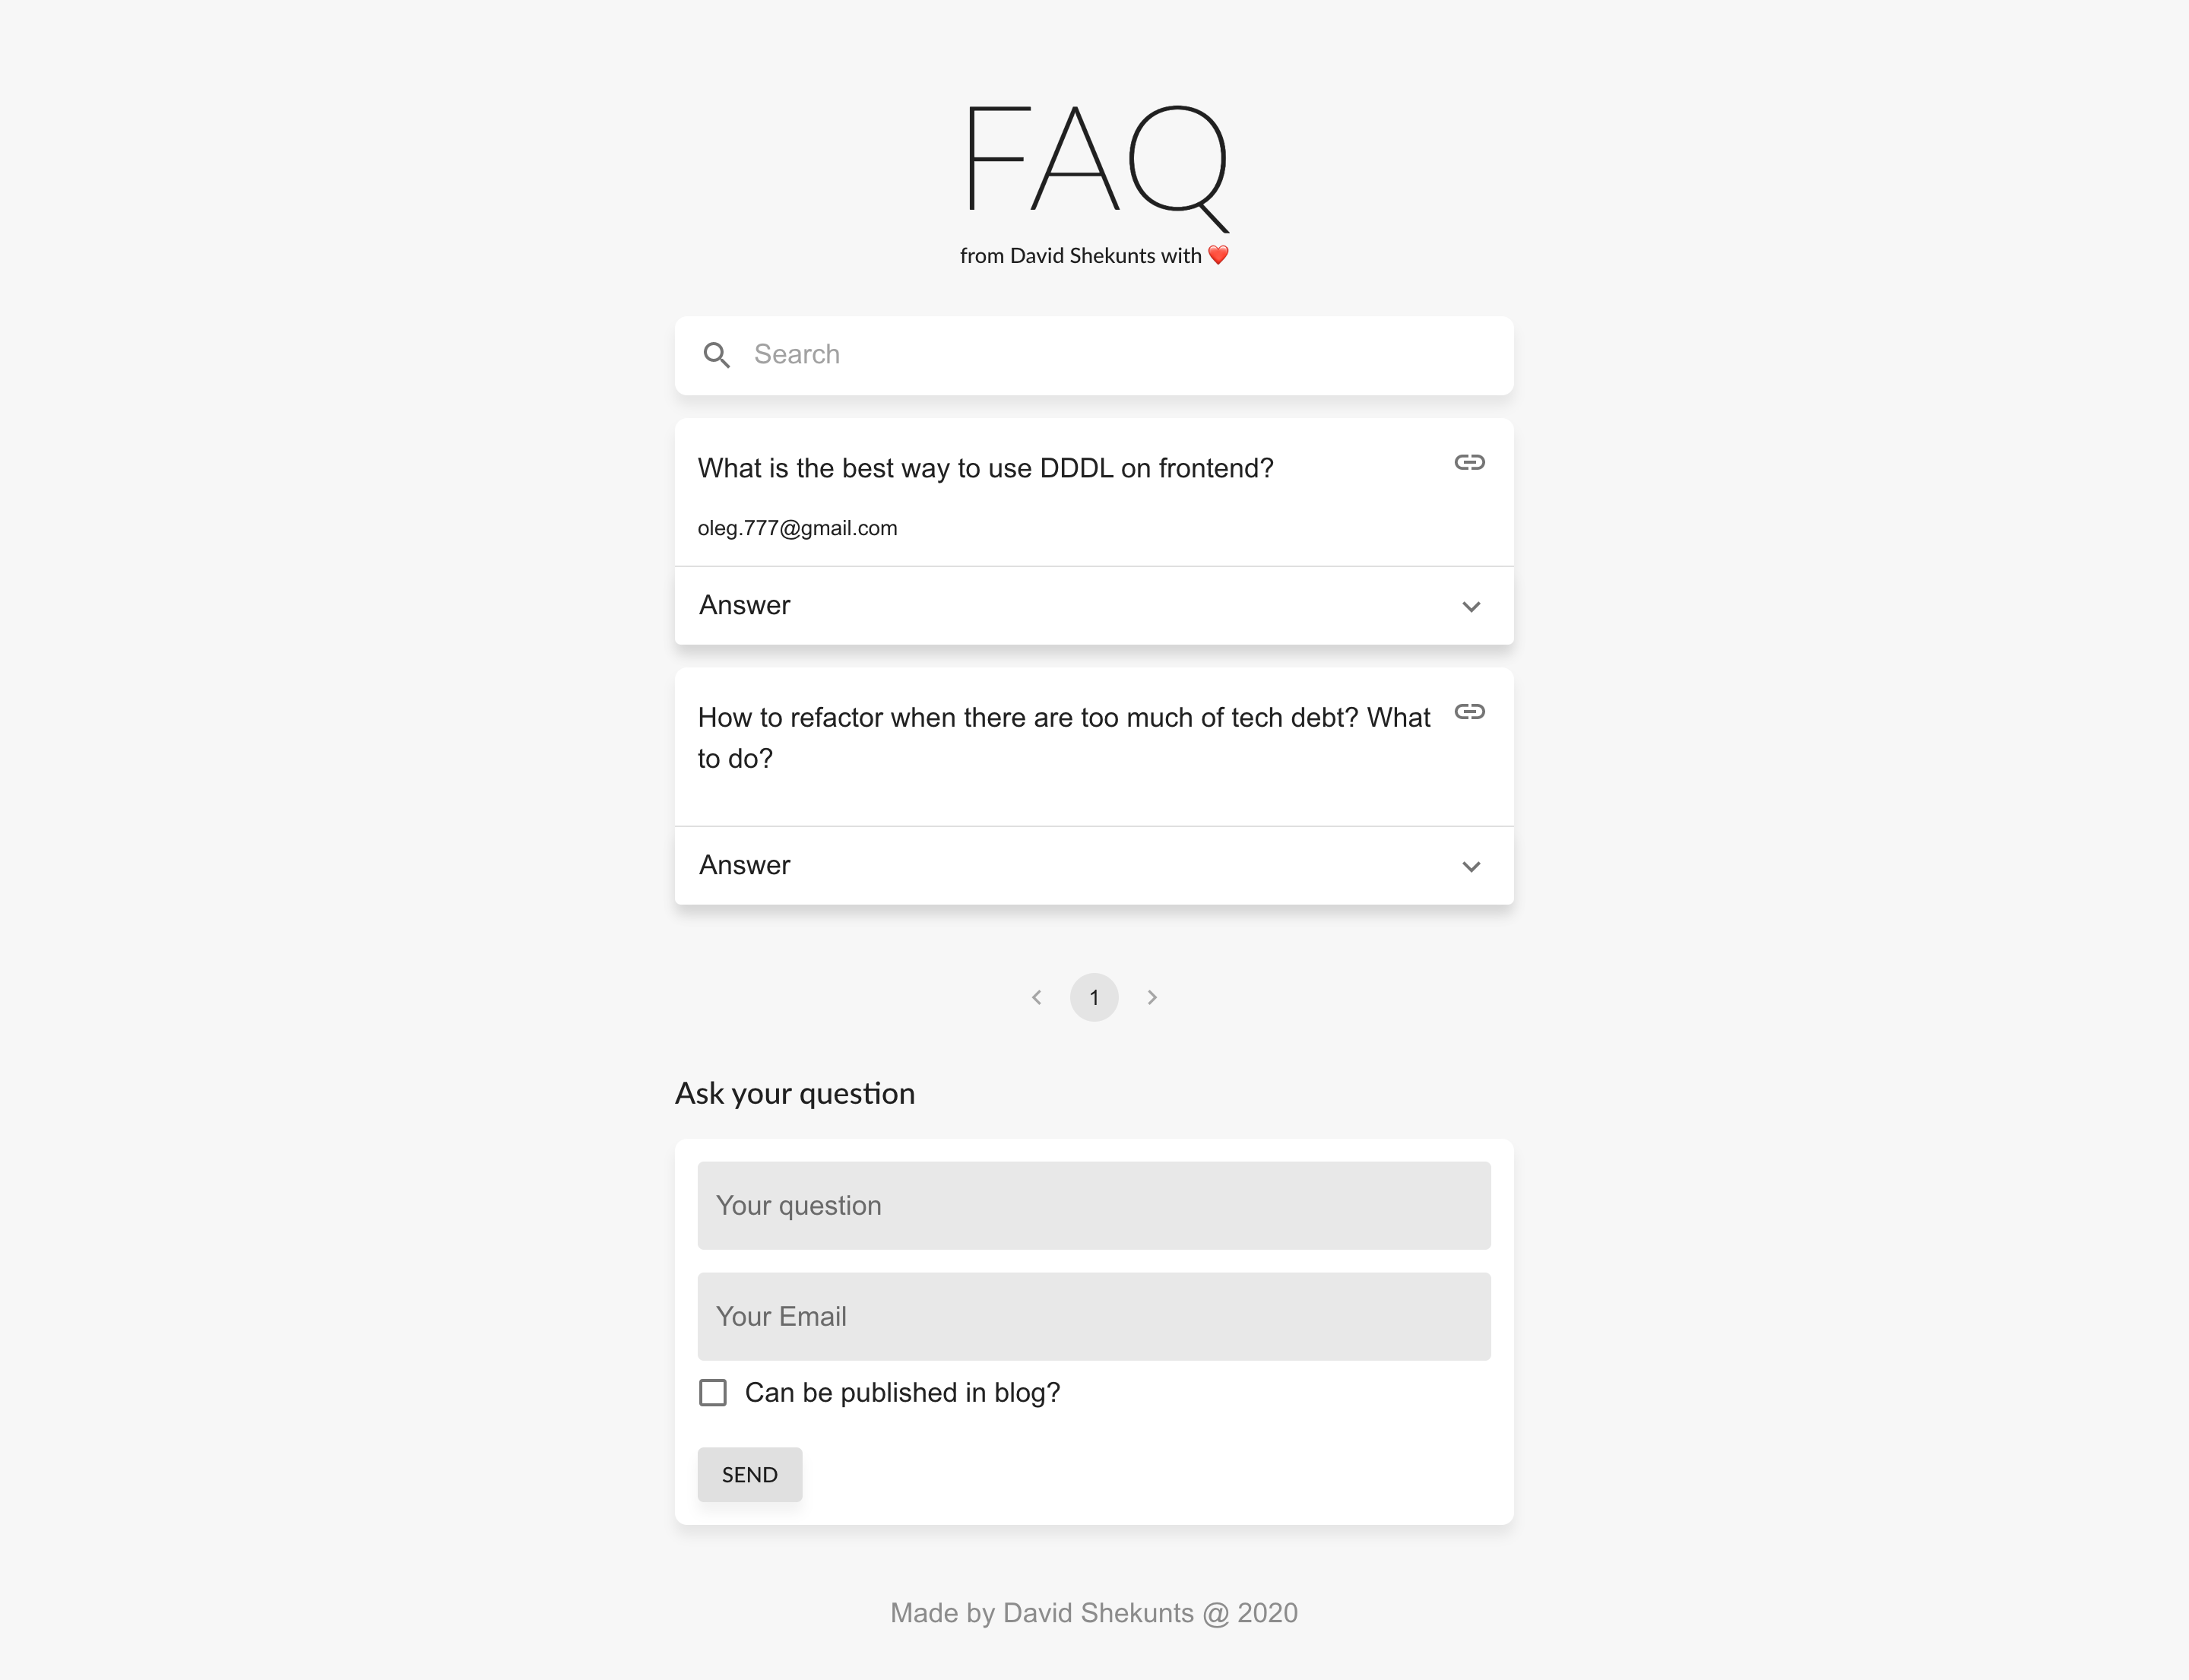 FAQ
from David Shekunts with ❤️
Search
What is the best way to use DDDL on frontend?
oleg.777@gmail.com
Answer
How to refactor when there are too much of tech debt? What
to do?
Answer
1
Ask your question
Your question
Your Email
Can be published in blog?
SEND
Made by David Shekunts @ 2020